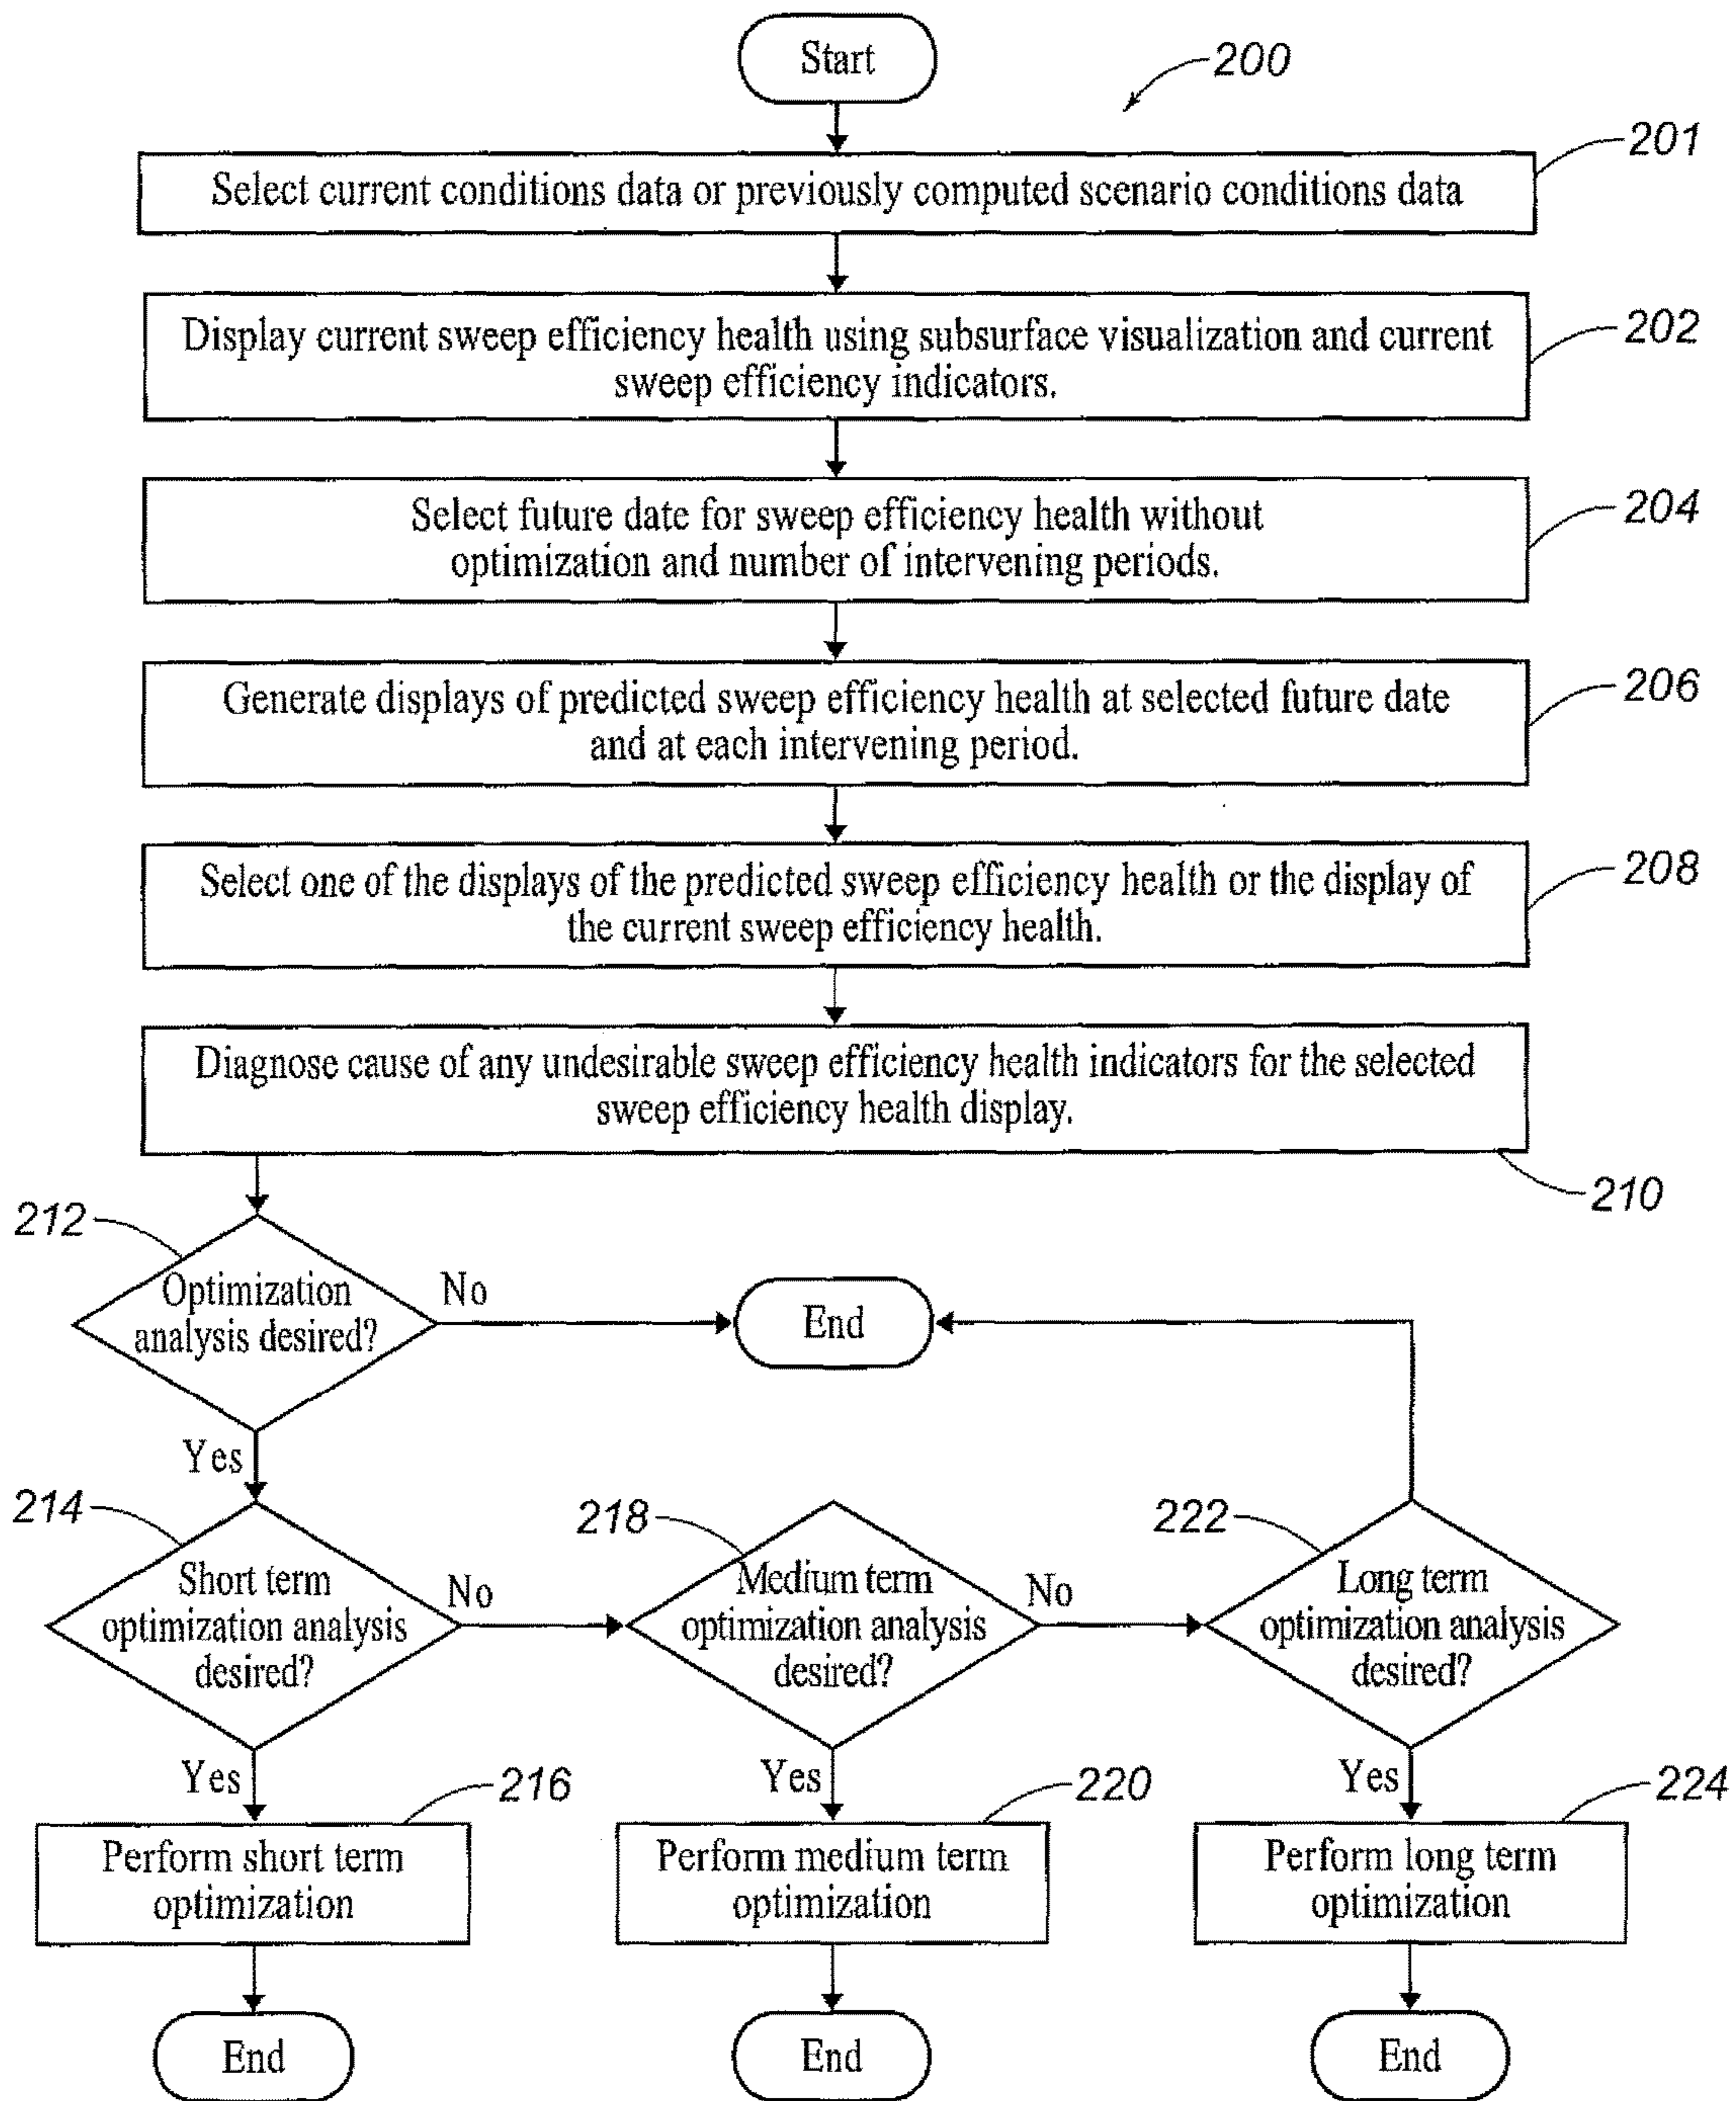 Start
200
201
Select current conditions data or previously computed scenario conditions data
202
Display current sweep efficiency health using subsurface visualization and current
sweep efficiency indicators.
204
Select future date for sweep efficiency health without
optimization and number of intervening periods.
206
Generate displays of predicted sweep efficiency health at selected future date
and at each intervening period.
208
Select one of the displays of the predicted sweep efficiency health or the display of
the current sweep efficiency health.
Diagnose cause of any undesirable sweep efficiency health indicators for the selected
sweep efficiency health display.
210
212
Optimization
analysis desired?
No
End
Yes
214
Short term
optimization analysis
desired?
No
218
Medium term
optimization analysis
desired?
No
222
Long term
optimization analysis
desired?
Yes
216
Yes
220
Yes
224
Perform short term
optimization
Perform medium term
optimization
Perform long term
optimization
End
End
End